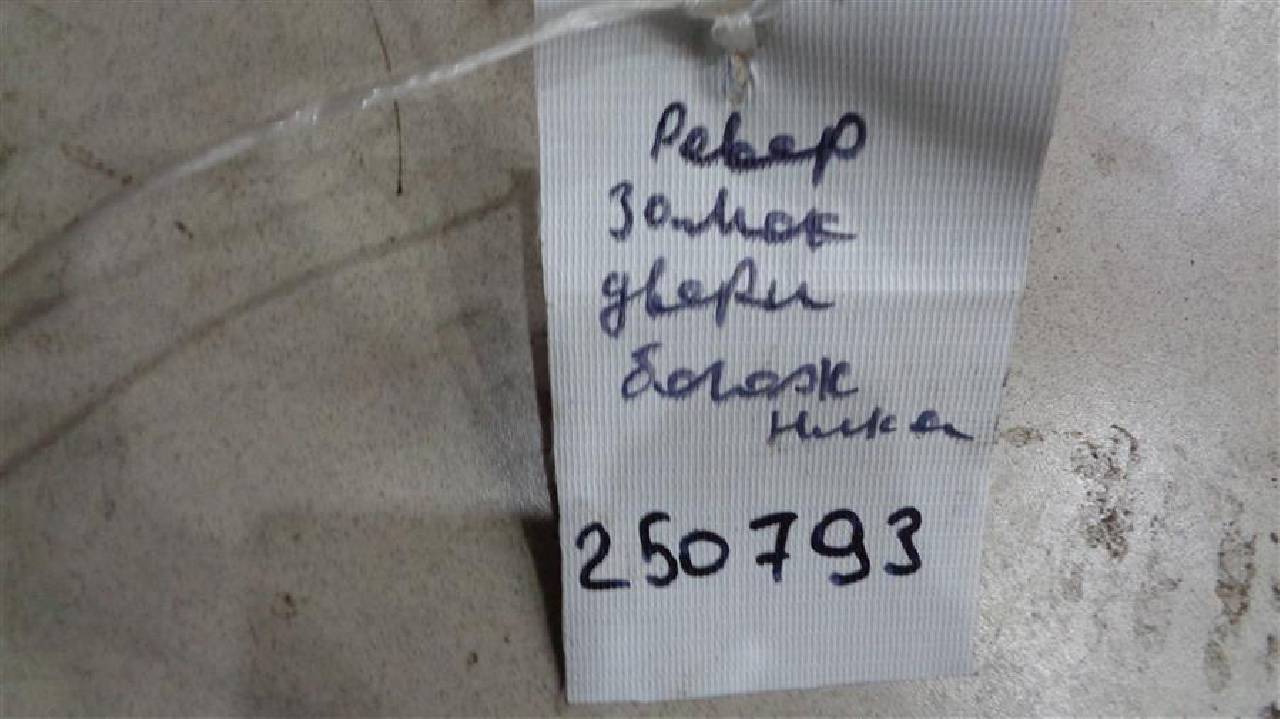 Ревер
Замок
двери
багаж
ника
250793